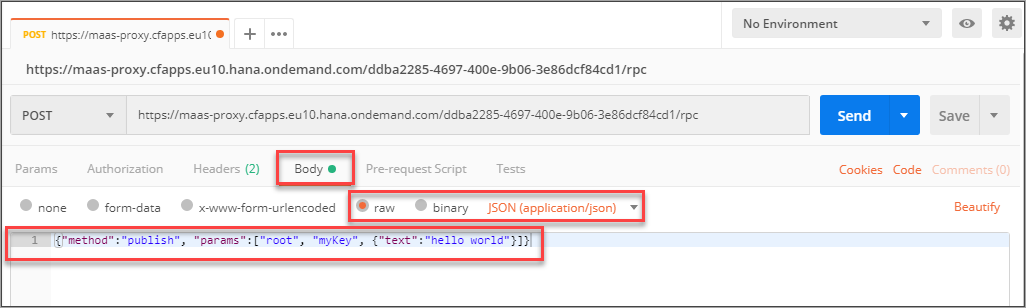 POST https://maas-proxy.cfapps.eu10 + ••• No Environment
https://maas-proxy.cfapps.eu10.hana.ondemand.com/ddba2285-4697-400e-9b06-3e86dcf84cd1/rpc
POST https://maas-proxy.cfapps.eu10.hana.ondemand.com/ddba2285-4697-400e-9b06-3e86dcf84cd1/rpc Send Save
Params Authorization Headers (2) Body Pre-request Script Tests Cookies Code Comments (0)
none form-data x-www-form-urlencoded raw binary JSON (application/json) Beautify
1 {"method":"publish", "params":["root", "myKey", {"text":"hello world"}]}